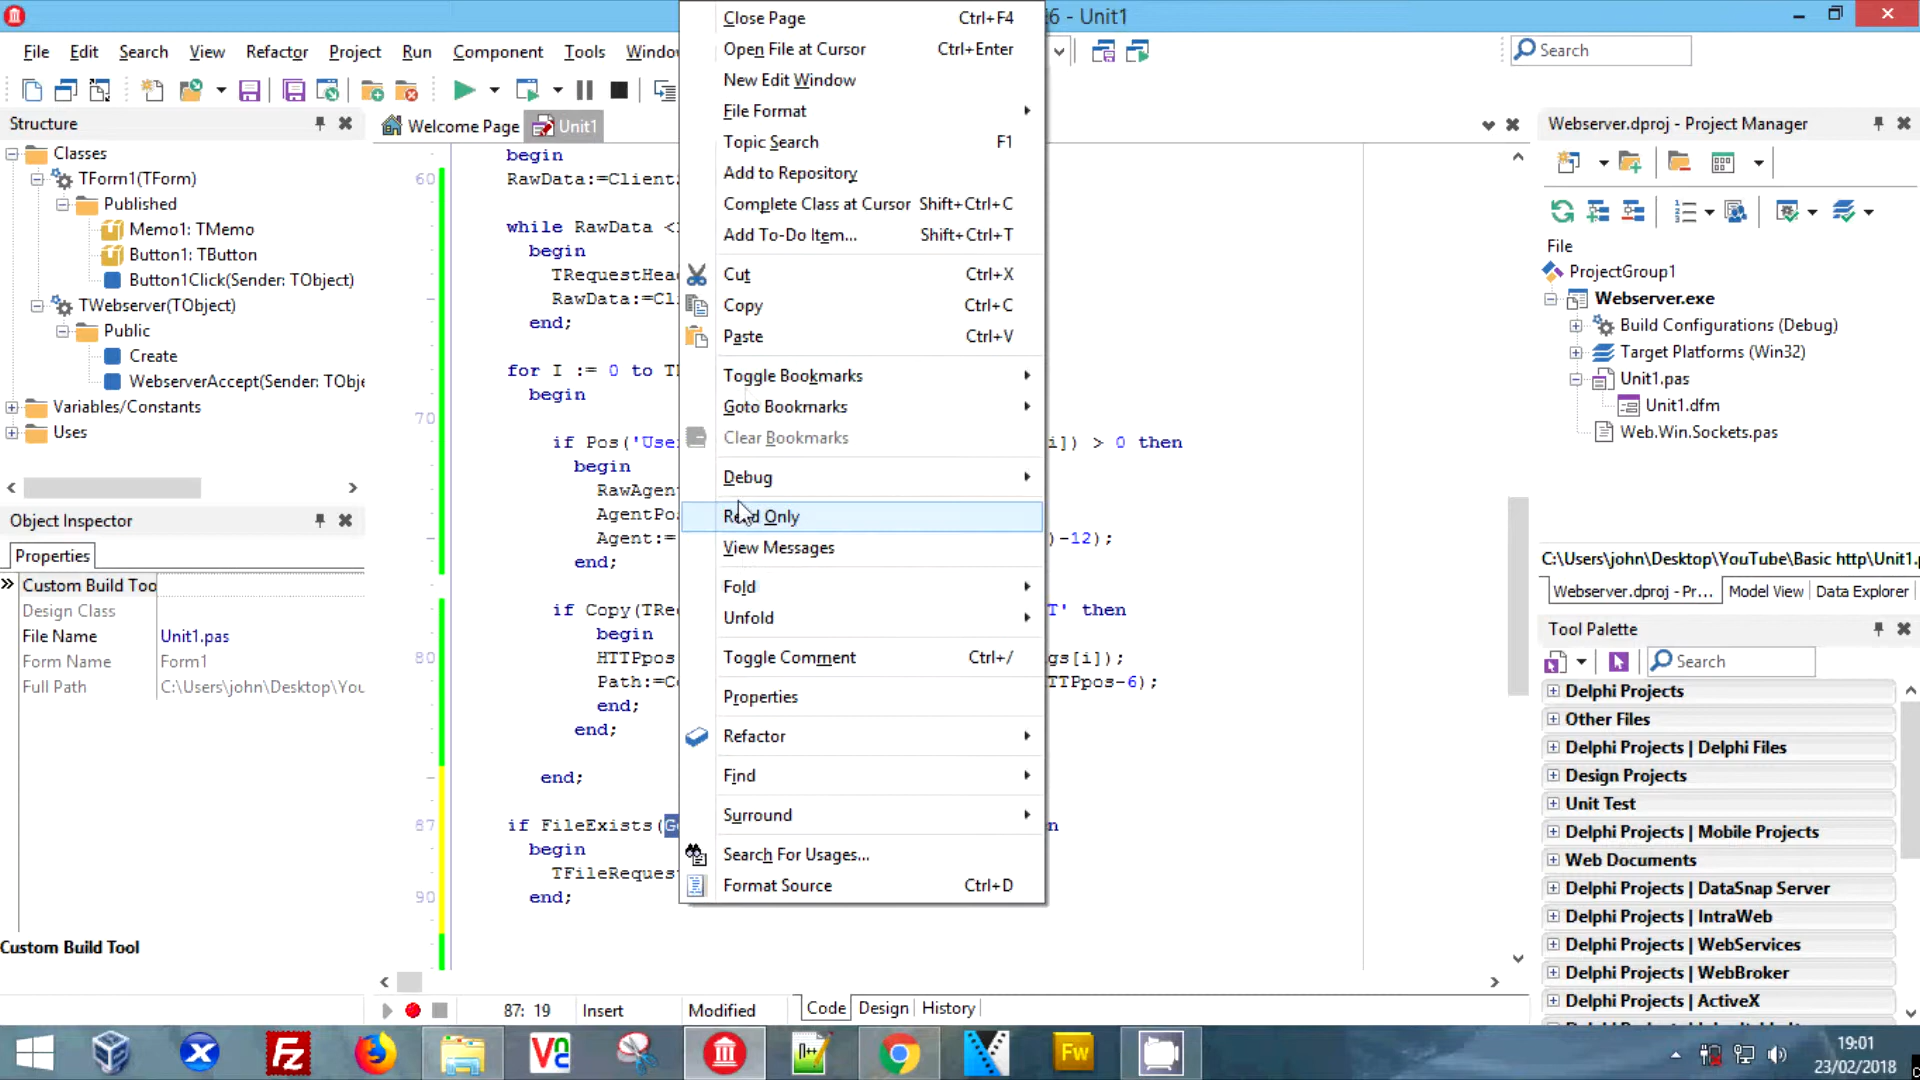 6 - Unit1
File Edit Search View Refactor Project Run Component Tools Window
Search
Structure
Classes
TForm1(TForm)
Published
Memo1: TMemo
Button1: TButton
Button1Click(Sender: TObject)
TWebserver(TObject)
Public
Create
WebserverAccept(Sender: TObje
Variables/Constants
Uses
Object Inspector
Properties
Custom Build Too
Design Class
File Name Unit1.pas
Form Name Form1
Full Path C:\Users\john\Desktop\You
Custom Build Tool
Welcome Page Unit1
begin
60 RawData:=Client
while RawData <
begin
TRequestHea
RawData:=Cl
end;
for I := 0 to T
begin
70
if Pos('User i]) > 0 then
begin
RawAgen
AgentPo
Agent:= )-12);
end;
if Copy(TRe T' then
begin
80 HTTPpos gs[i]);
Path:=C TTPpos-6);
end;
end;
end;
87 if FileExists(G n
begin
TFileReques
90 end;
87: 19 Insert Modified Code Design History
Close Page Ctrl+F4
Open File at Cursor Ctrl+Enter
New Edit Window
File Format
Topic Search F1
Add to Repository
Complete Class at Cursor Shift+Ctrl+C
Add To-Do Item... Shift+Ctrl+T
Cut Ctrl+X
Copy Ctrl+C
Paste Ctrl+V
Toggle Bookmarks
Goto Bookmarks
Clear Bookmarks
Debug
Read Only
View Messages
Fold
Unfold
Toggle Comment Ctrl+/
Properties
Refactor
Find
Surround
Search For Usages...
Format Source Ctrl+D
Webserver.dproj - Project Manager
File
ProjectGroup1
Webserver.exe
Build Configurations (Debug)
Target Platforms (Win32)
Unit1.pas
Unit1.dfm
Web.Win.Sockets.pas
C:\Users\john\Desktop\YouTube\Basic http\Unit1.p
Webserver.dproj - Pr... Model View Data Explorer
Tool Palette
Search
Delphi Projects
Other Files
Delphi Projects | Delphi Files
Design Projects
Unit Test
Delphi Projects | Mobile Projects
Web Documents
Delphi Projects | DataSnap Server
Delphi Projects | IntraWeb
Delphi Projects | WebServices
Delphi Projects | WebBroker
Delphi Projects | ActiveX
Fz
VNC
n++
Fw
19:01
23/02/2018